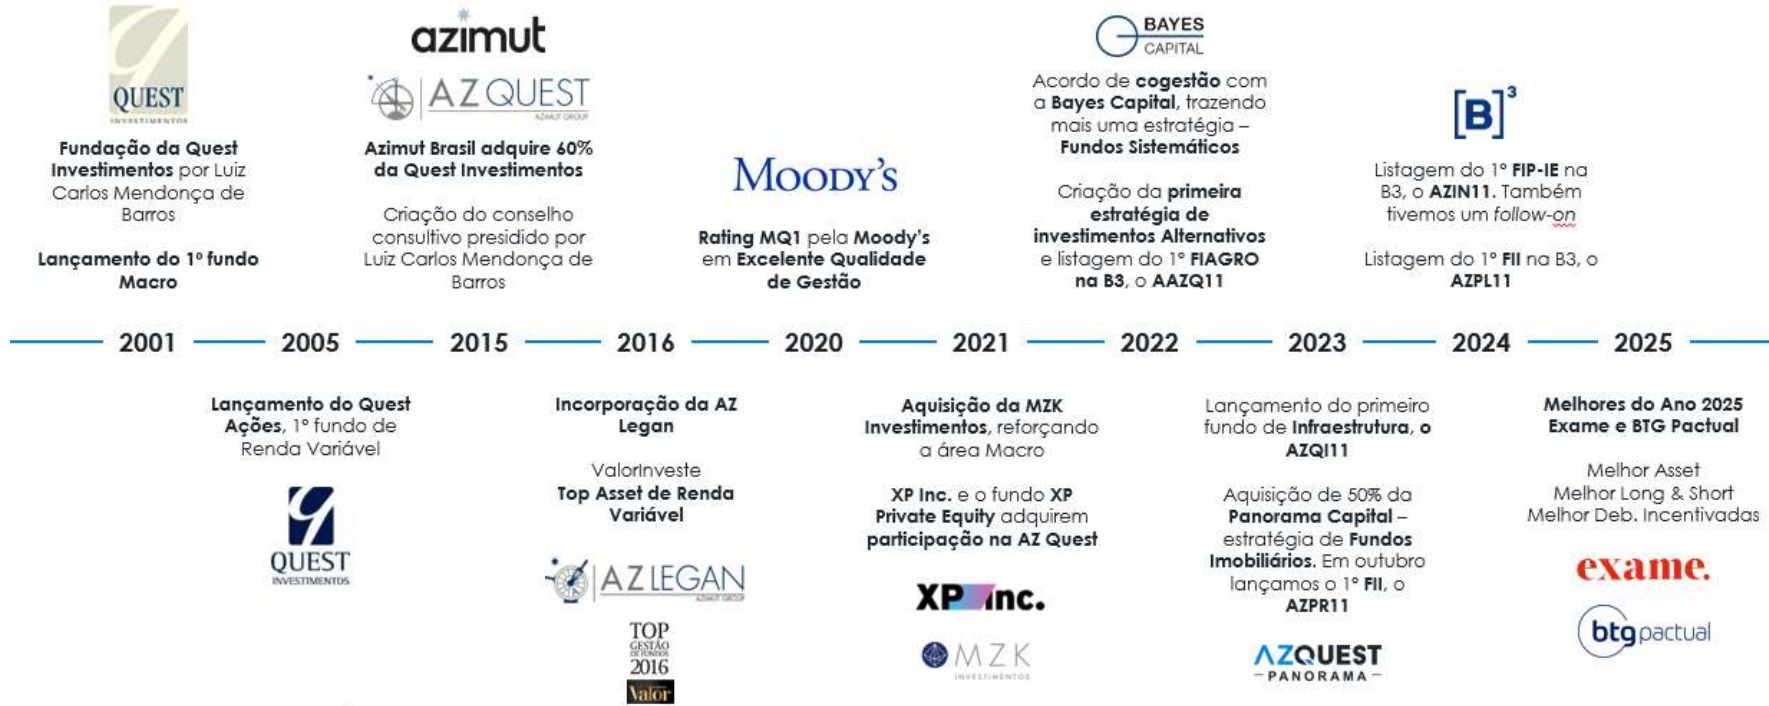 QUEST
INVESTIMENTOS
Fundação da Quest
Investimentos por Luiz
Carlos Mendonça de
Barros
Lançamento do 1º fundo
Macro
azimut
AZ QUEST
AZIMUT GROUP
Azimut Brasil adquire 60%
da Quest Investimentos
Criação do conselho
consultivo presidido por
Luiz Carlos Mendonça de
Barros
MOODY'S
Rating MQ1 pela Moody's
em Excelente Qualidade
de Gestão
BAYES
CAPITAL
Acordo de cogestão com
a Bayes Capital, trazendo
mais uma estratégia –
Fundos Sistemáticos
Criação da primeira
estratégia de
investimentos Alternativos
e listagem do 1º FIAGRO
na B3, o AAZQ11
[B]³
Listagem do 1º FIP-IE na
B3, o AZIN11. Também
tivemos um follow-on
Listagem do 1º FII na B3, o
AZPL11
2001 2005 2015 2016 2020 2021 2022 2023 2024 2025
Lançamento do Quest
Ações, 1º fundo de
Renda Variável
QUEST
INVESTIMENTOS
Incorporação da AZ
Legan
ValorInveste
Top Asset de Renda
Variável
AZ LEGAN
AZIMUT GROUP
TOP
GESTÃO
DE FUNDOS
2016
Valor
Aquisição da MZK
Investimentos, reforçando
a área Macro
XP Inc. e o fundo XP
Private Equity adquirem
participação na AZ Quest
XP inc.
MZK
INVESTIMENTOS
Lançamento do primeiro
fundo de Infraestrutura, o
AZQI11
Aquisição de 50% da
Panorama Capital –
estratégia de Fundos
Imobiliários. Em outubro
lançamos o 1º FII, o
AZPR11
AZQUEST
PANORAMA
Melhores do Ano 2025
Exame e BTG Pactual
Melhor Asset
Melhor Long & Short
Melhor Deb. Incentivadas
exame.
btgpactual